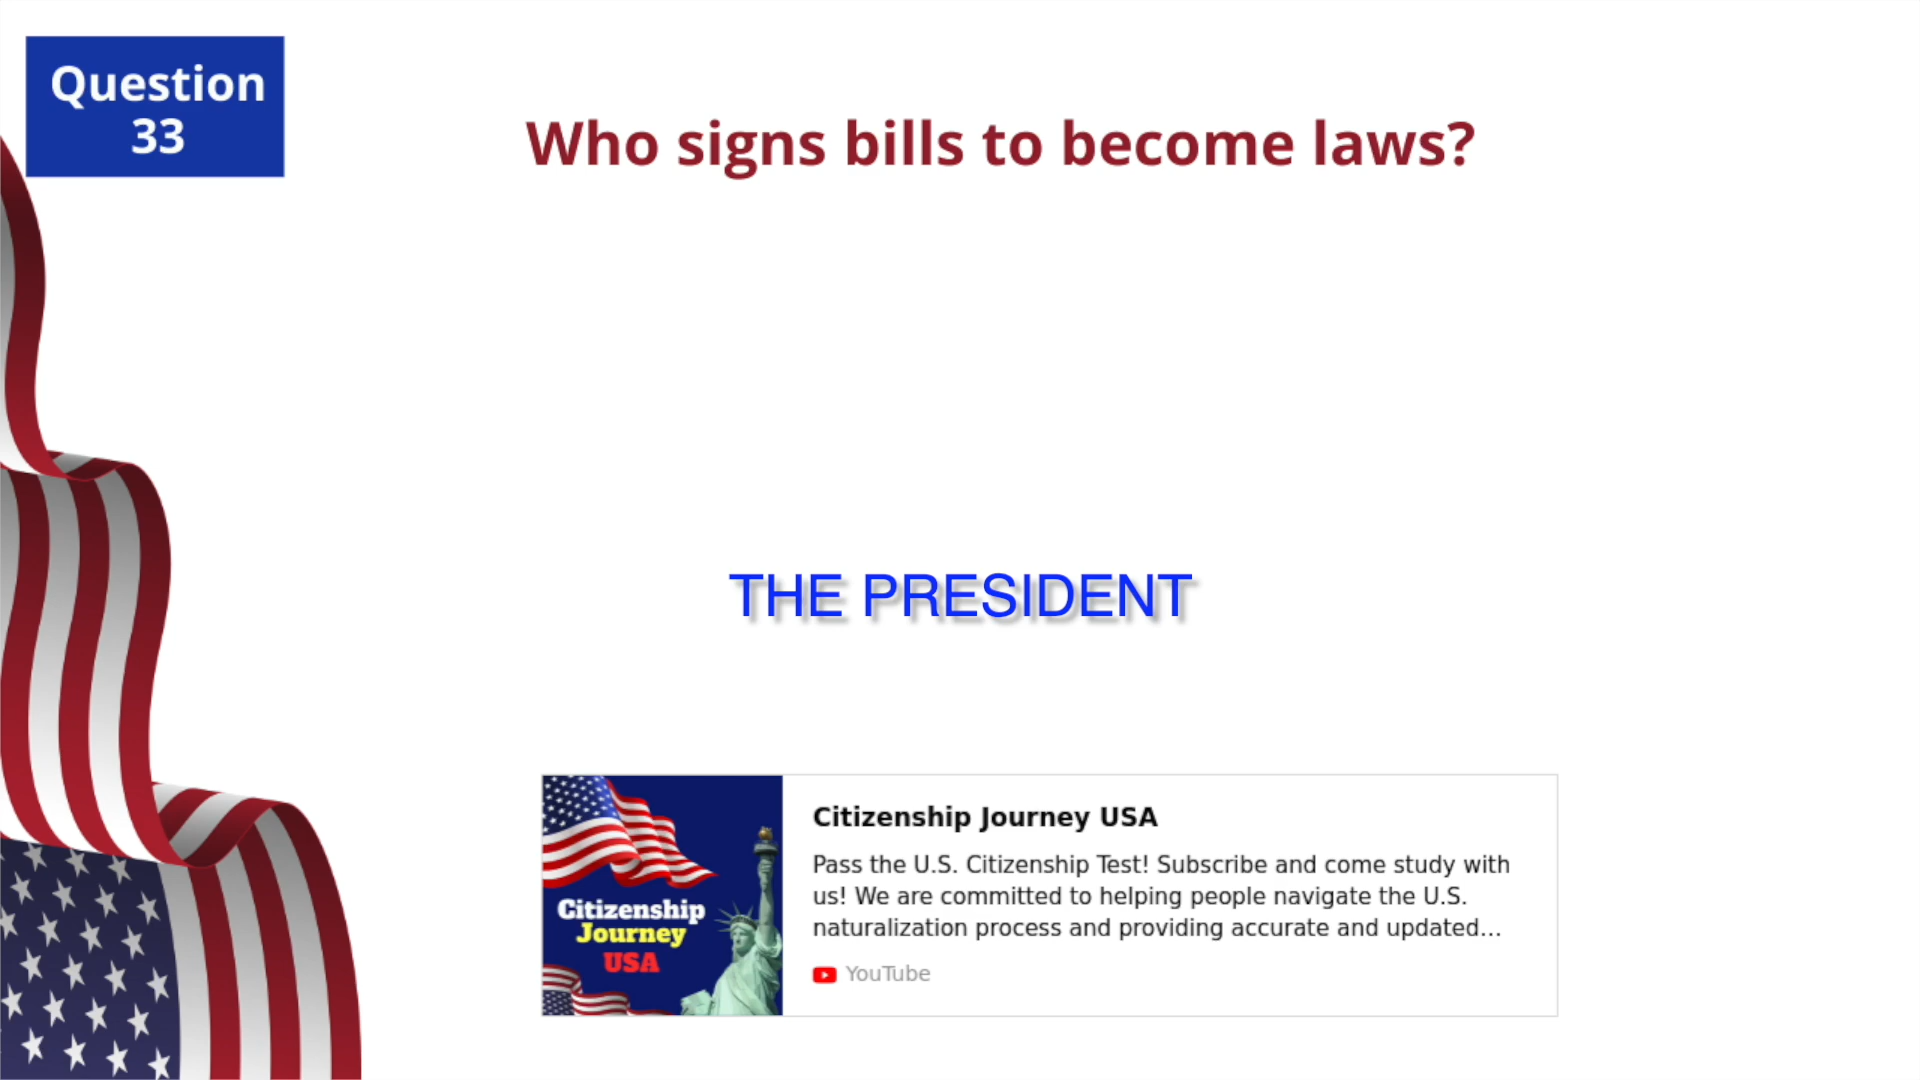 Question
33
Who signs bills to become laws?
THE PRESIDENT
Citizenship
Journey
USA
Citizenship Journey USA
Pass the U.S. Citizenship Test! Subscribe and come study with
us! We are committed to helping people navigate the U.S.
naturalization process and providing accurate and updated...
YouTube